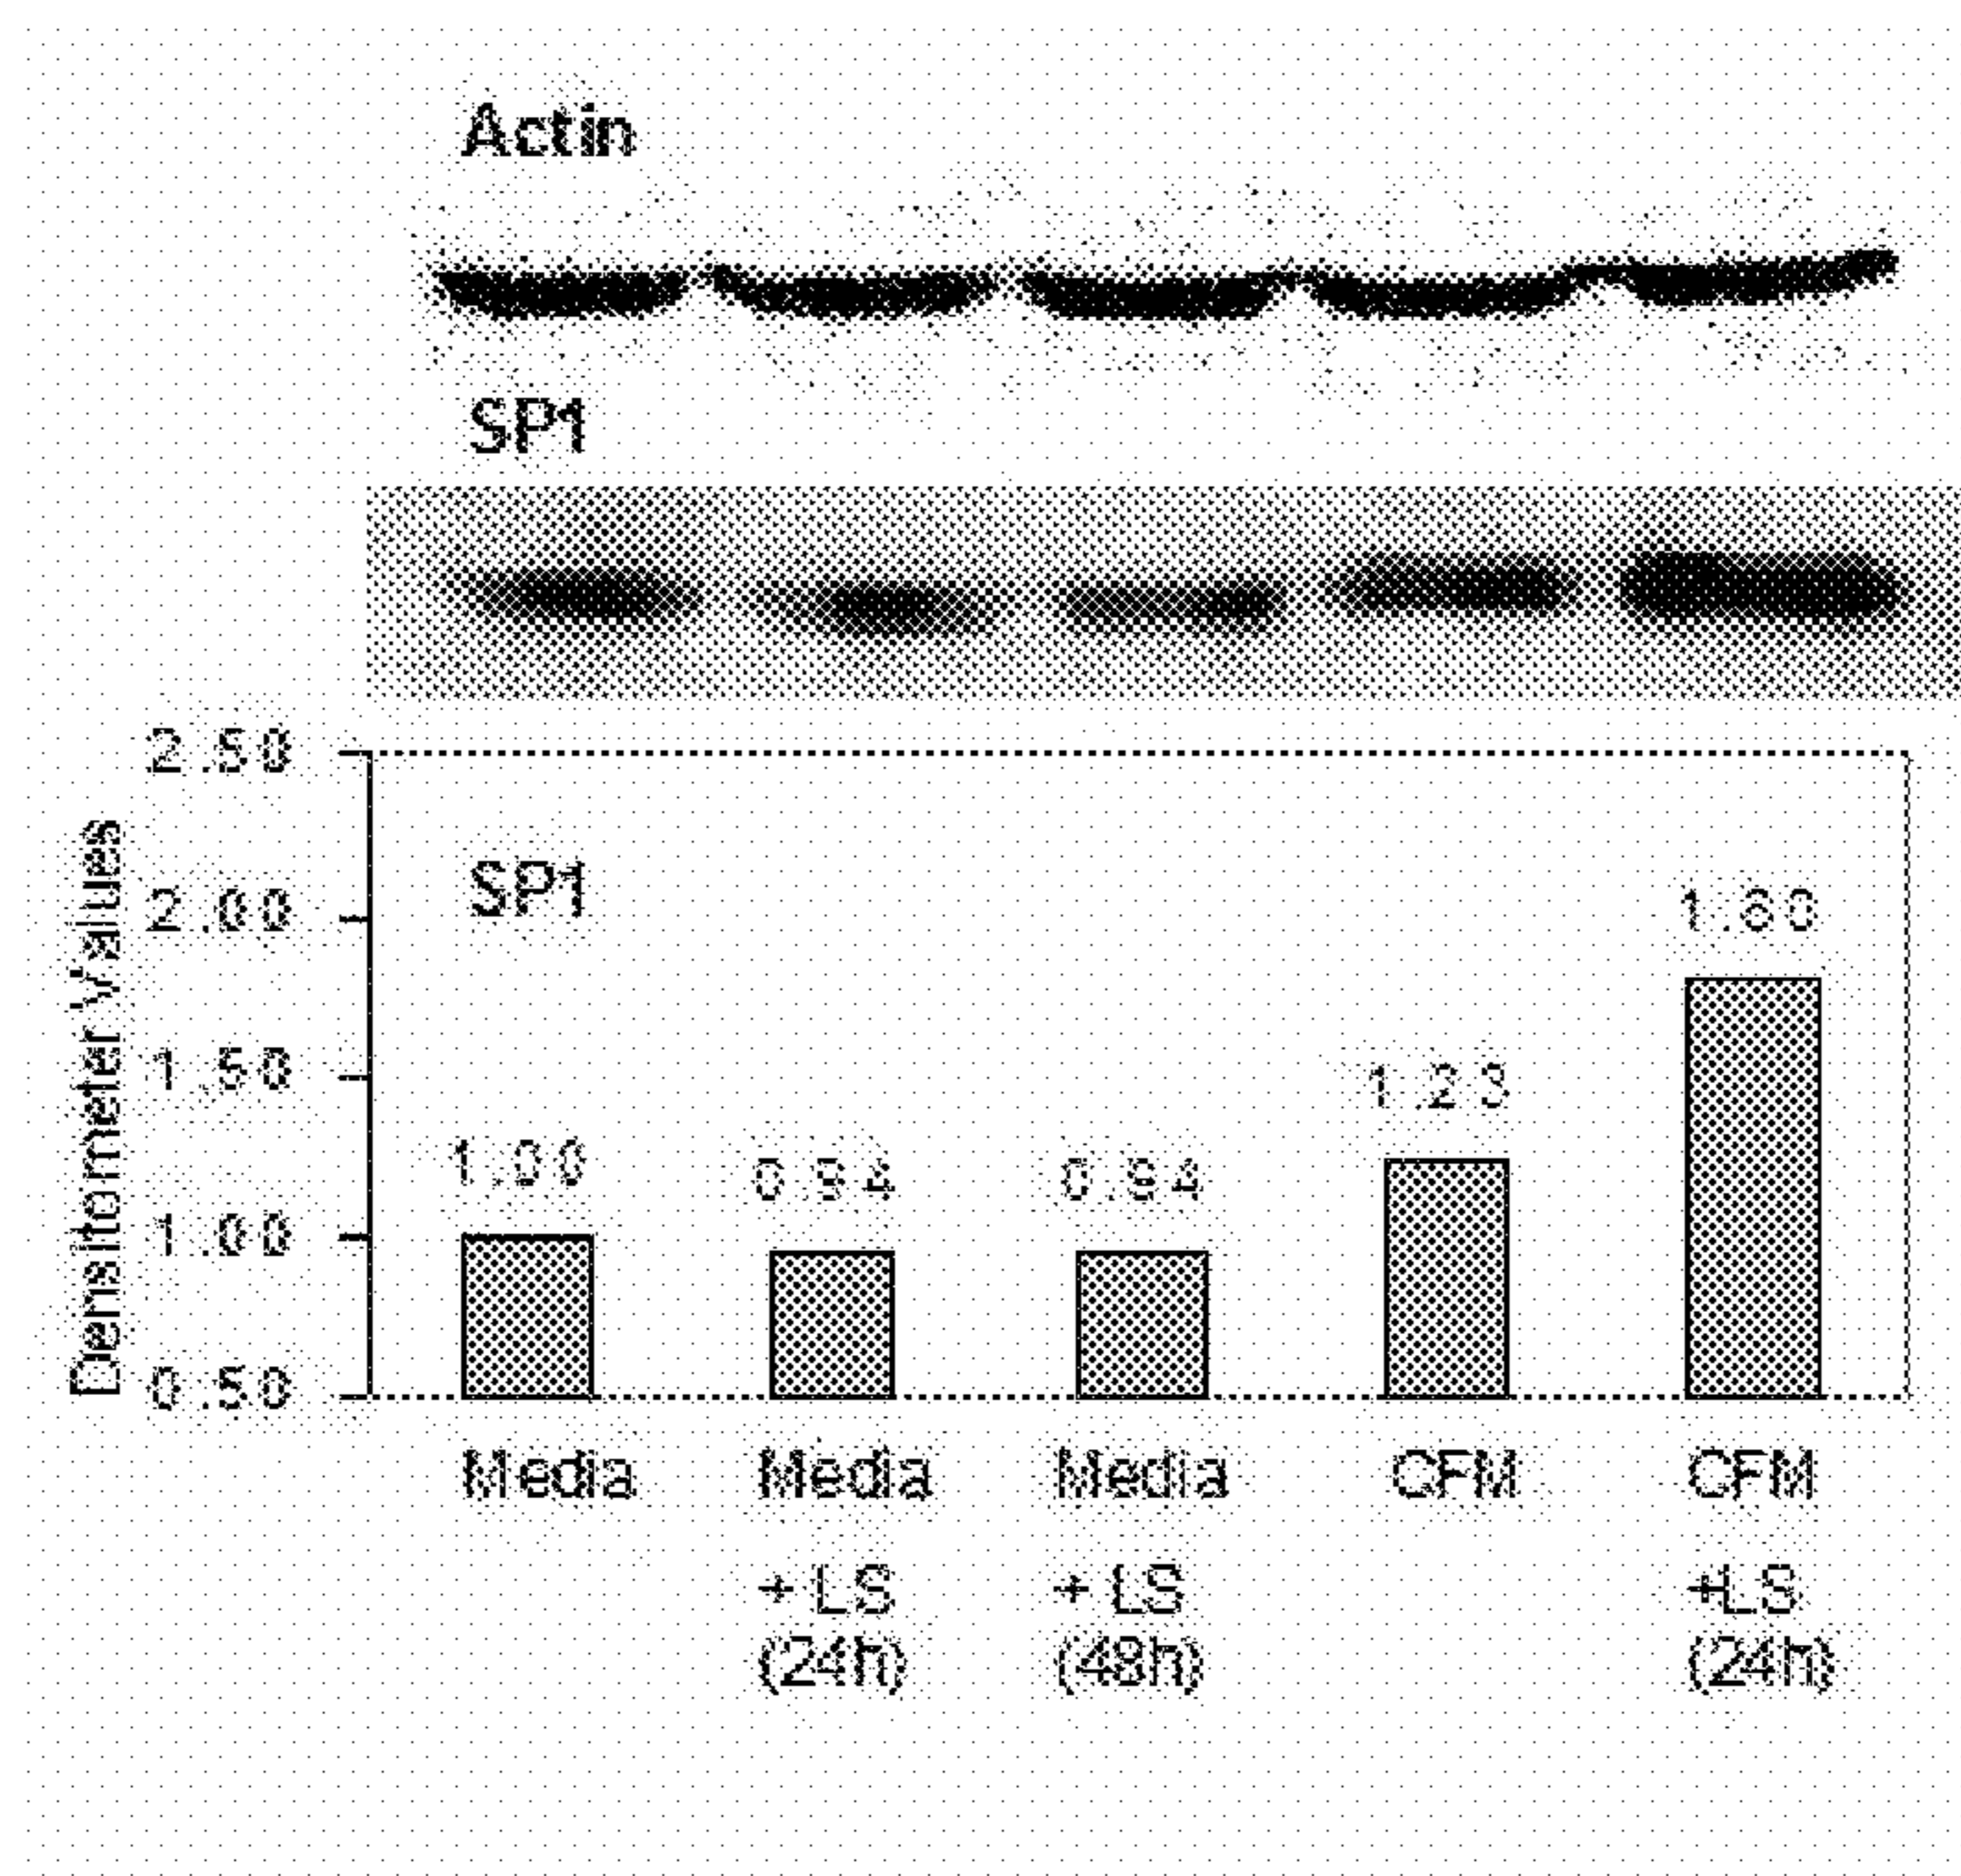 Actin
SP1
2.50
2.00
1.50
1.00
0.50
Densitometer Values
SP1
1.00
0.94
0.94
1.23
1.80
Media
Media
+ LS
(24h)
Media
+ LS
(48h)
CFM
CFM
+LS
(24h)